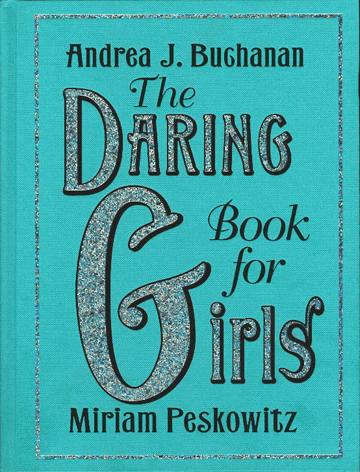 Andrea J. Buchanan
The
DARING
Book
for
Girls
Miriam Peskowitz